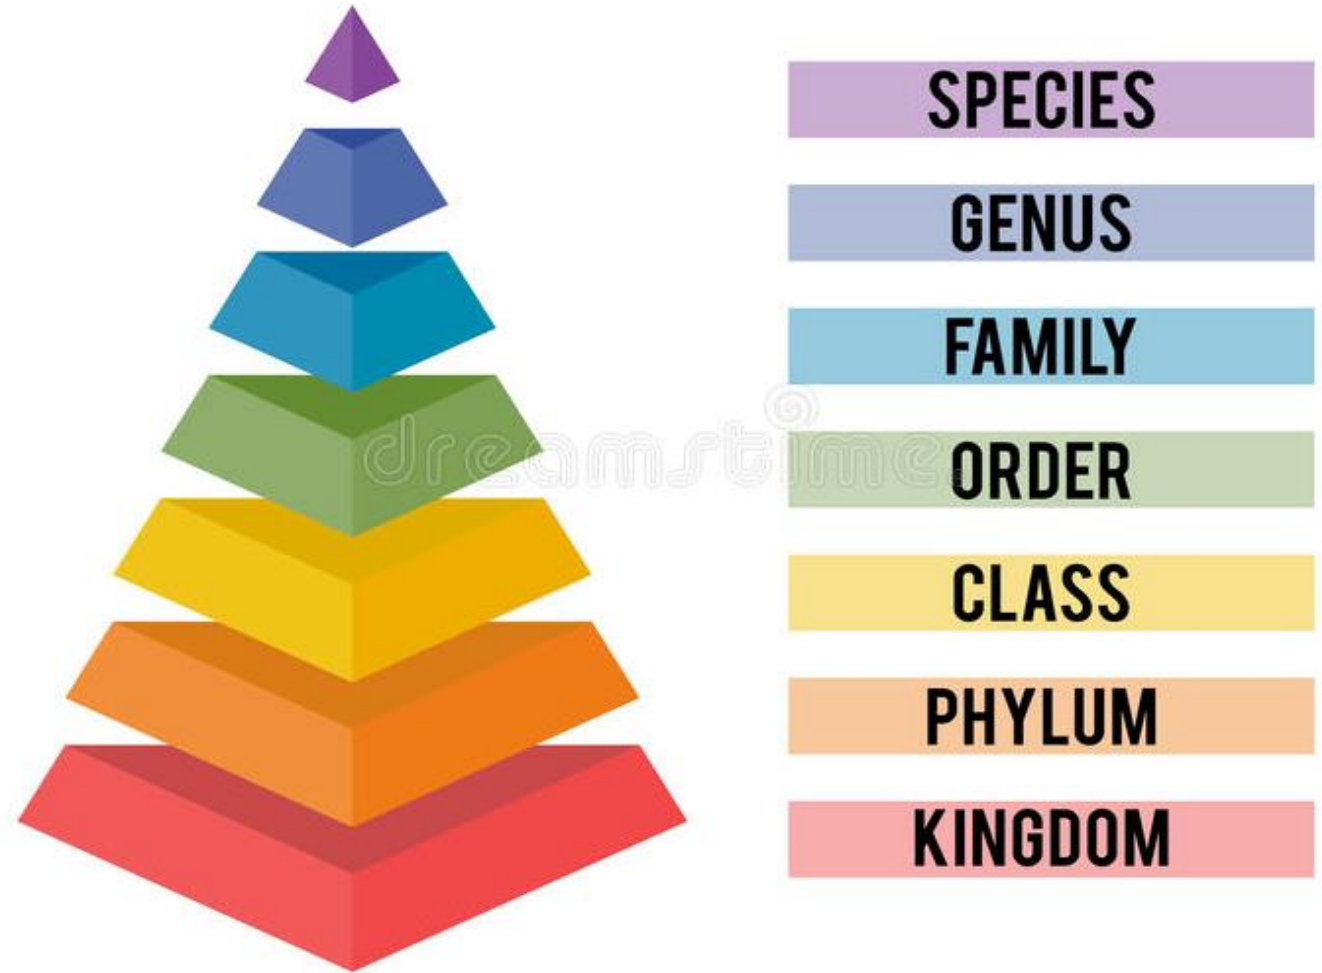 SPECIES
GENUS
FAMILY
dreamstime.
ORDER
CLASS
PHYLUM
KINGDOM